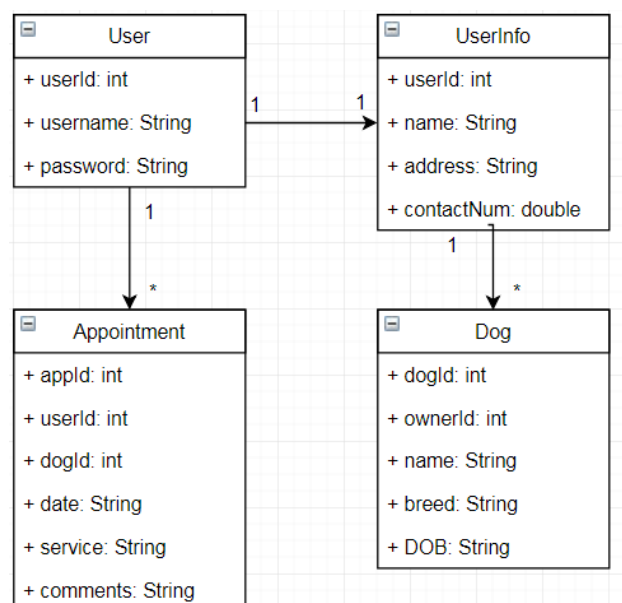 User
+ userId: int
+ username: String
+ password: String
1
1
UserInfo
+ userId: int
+ name: String
+ address: String
+ contactNum: double
1
*
1
*
Appointment
+ appId: int
+ userId: int
+ dogId: int
+ date: String
+ service: String
+ comments: String
Dog
+ dogId: int
+ ownerId: int
+ name: String
+ breed: String
+ DOB: String